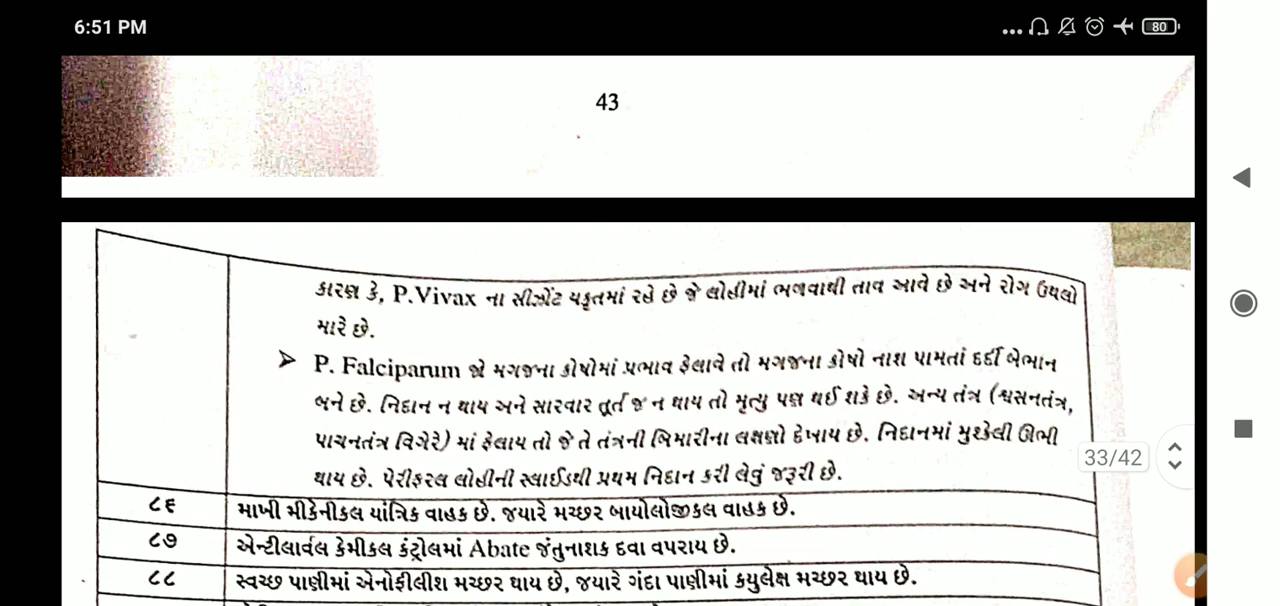 6:51 PM
80
43
કારણ કે, P.Vivax ના સીઝોંટ યકૃતમાં રહે છે જે લોહીમાં ભળવાથી તાવ આવે છે અને રોગ ઉથલો
મારે છે.
➤ P. Falciparum જો મગજના કોષોમાં પ્રભાવ ફેલાવે તો મગજના કોષો નાશ પામતાં દર્દી બેભાન
બને છે. નિદાન ન થાય અને સારવાર તૂર્ત જ ન થાય તો મૃત્યુ પણ થઈ શકે છે. અન્ય તંત્ર (શ્વસનતંત્ર,
પાચનતંત્ર વિગેરે) માં ફેલાય તો જે તે તંત્રની બિમારીના લક્ષણો દેખાય છે. નિદાનમાં મુશ્કેલી ઊભી
થાય છે. પેરીફરલ લોહીની સ્લાઈડથી પ્રથમ નિદાન કરી લેવું જરૂરી છે.
33/42
૮૬ માખી મીકેનીકલ યાંત્રિક વાહક છે. જયારે મચ્છર બાયોલોજીકલ વાહક છે.
૮૭ એન્ટીલાર્વલ કેમીકલ કંટ્રોલમાં Abate જંતુનાશક દવા વપરાય છે.
૮૮ સ્વચ્છ પાણીમાં એનોફીલીશ મચ્છર થાય છે, જયારે ગંદા પાણીમાં કયુલેક્ષ મચ્છર થાય છે.